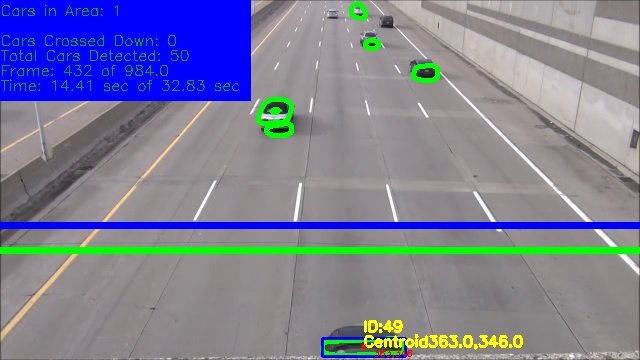 Cars in Area: 1
Cars Crossed Down: 0
Total Cars Detected: 50
Frame: 432 of 984.0
Time: 14.41 sec of 32.83 sec
ID:49
Centroid363.0,346.0